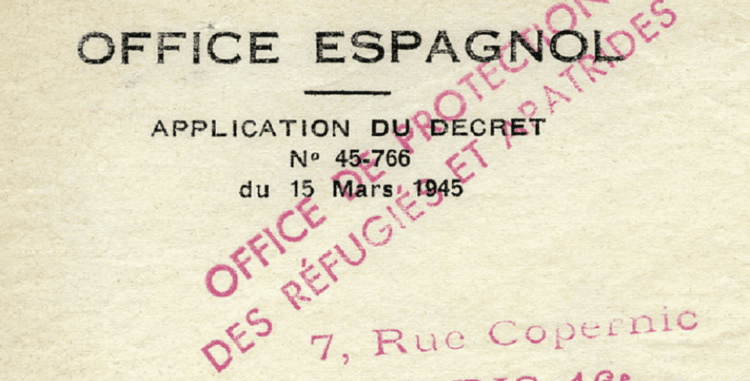 OFFICE ESPAGNOL
APPLICATION DU DECRET
Nº 45-766
du 15 Mars 1945
OFFICE DE PROTECTION
DES RÉFUGIÉS ET APATRIDES
7, Rue Copernic